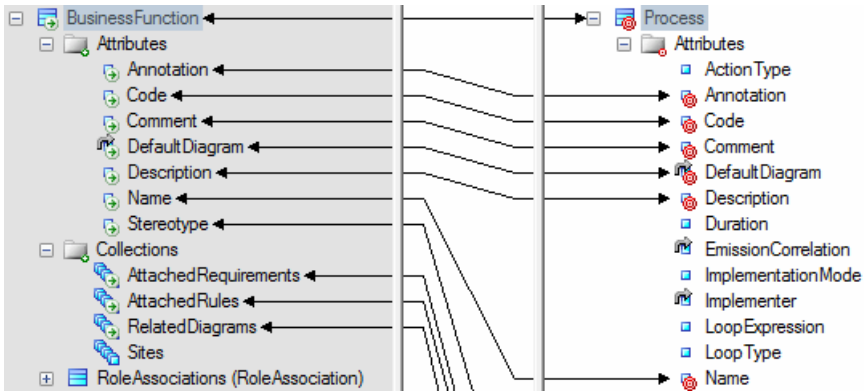 BusinessFunction
Attributes
Annotation
Code
Comment
DefaultDiagram
Description
Name
Stereotype
Collections
AttachedRequirements
AttachedRules
RelatedDiagrams
Sites
RoleAssociations (RoleAssociation)
Process
Attributes
ActionType
Annotation
Code
Comment
DefaultDiagram
Description
Duration
EmissionCorrelation
ImplementationMode
Implementer
LoopExpression
LoopType
Name